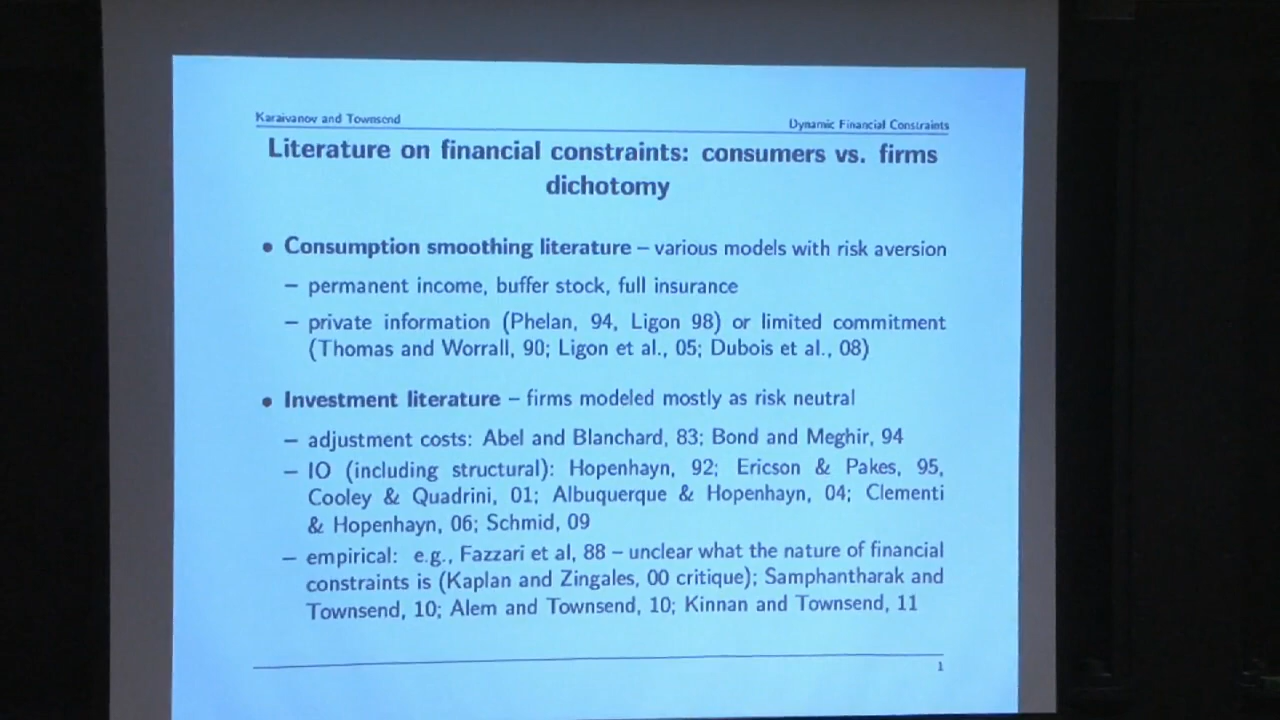 Karaivanov and Townsend
Dynamic Financial Constraints
Literature on financial constraints: consumers vs. firms
dichotomy
• Consumption smoothing literature – various models with risk aversion
– permanent income, buffer stock, full insurance
– private information (Phelan, 94, Ligon 98) or limited commitment
(Thomas and Worrall, 90; Ligon et al., 05; Dubois et al., 08)
• Investment literature – firms modeled mostly as risk neutral
– adjustment costs: Abel and Blanchard, 83; Bond and Meghir, 94
– IO (including structural): Hopenhayn, 92; Ericson & Pakes, 95,
Cooley & Quadrini, 01; Albuquerque & Hopenhayn, 04; Clementi
& Hopenhayn, 06; Schmid, 09
– empirical: e.g., Fazzari et al, 88 – unclear what the nature of financial
constraints is (Kaplan and Zingales, 00 critique); Samphantharak and
Townsend, 10; Alem and Townsend, 10; Kinnan and Townsend, 11
1